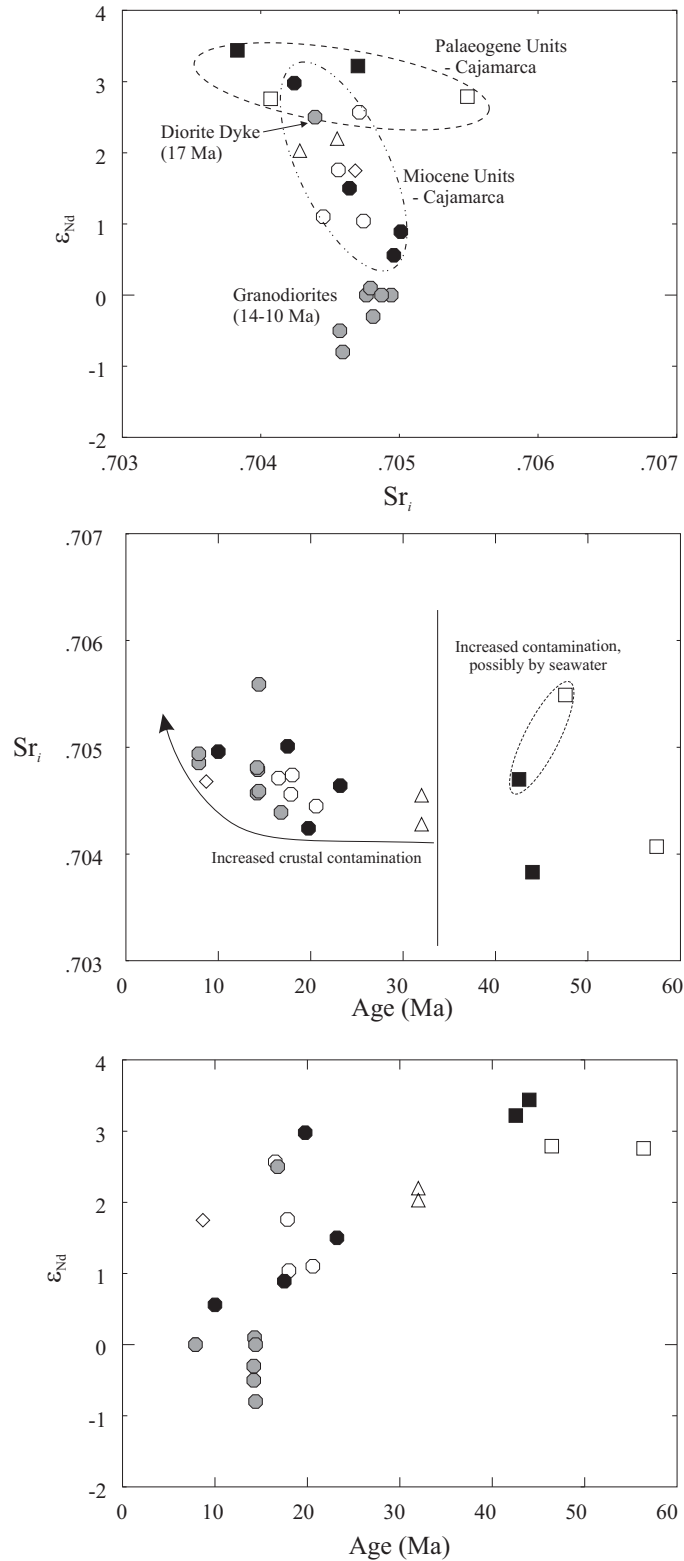 4
3
2
1
0
-1
-2
εNd
Palaeogene Units
- Cajamarca
Diorite Dyke
(17 Ma)
Miocene Units
- Cajamarca
Granodiorites
(14-10 Ma)
.703
.704
.705
.706
.707
Sri
.707
.706
.705
.704
.703
Sri
Increased contamination,
possibly by seawater
Increased crustal contamination
0
10
20
30
40
50
60
Age (Ma)
4
3
2
1
0
-1
-2
εNd
0
10
20
30
40
50
60
Age (Ma)